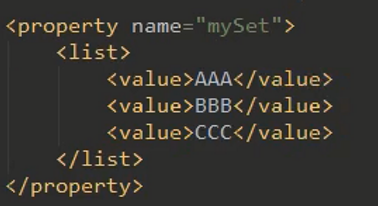 <property name="mySet">
    <list>
        <value>AAA</value>
        <value>BBB</value>
        <value>CCC</value>
    </list>
</property>